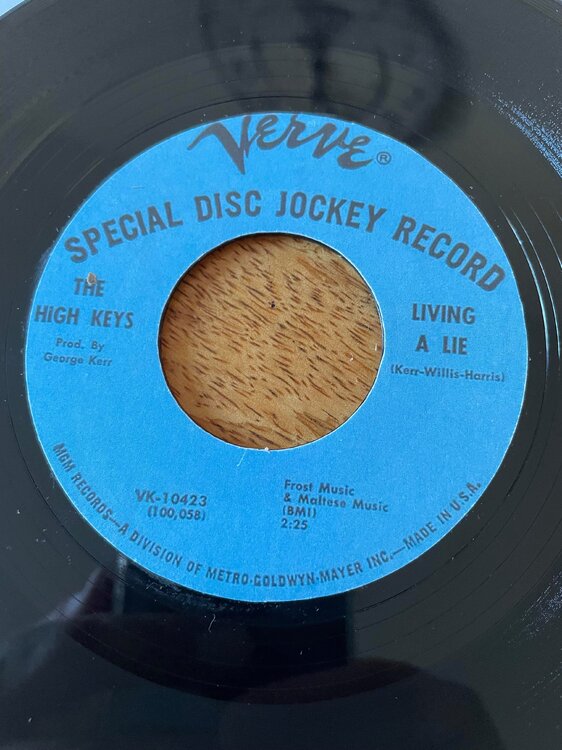 VERVE®
SPECIAL DISC JOCKEY RECORD
THE
HIGH KEYS
Prod. By
George Kerr
LIVING
A LIE
(Kerr-Willis-Harris)
VK-10423
(100,058)
Frost Music
& Maltese Music
(BMI)
2:25
MGM RECORDS—A DIVISION OF METRO-GOLDWYN-MAYER INC.—MADE IN U.S.A.